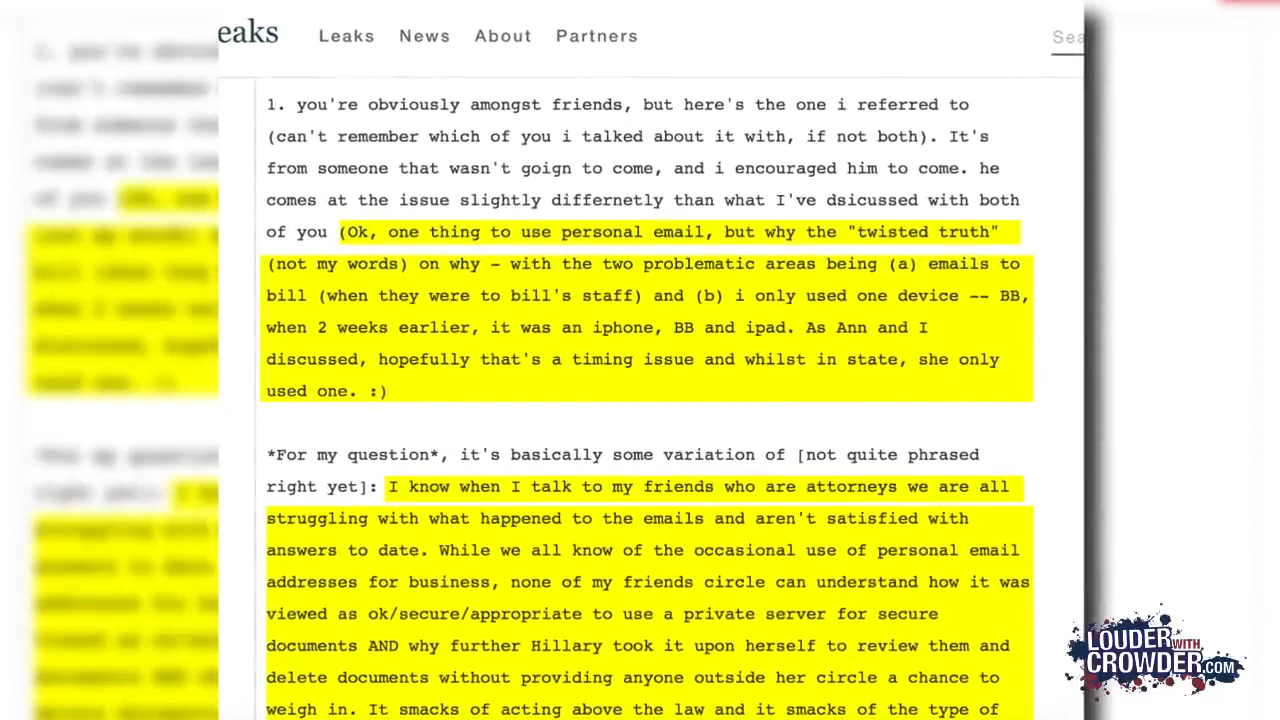 eaks Leaks News About Partners Sea
1. you're obviously amongst friends, but here's the one i referred to
(can't remember which of you i talked about it with, if not both). It's
from someone that wasn't goign to come, and i encouraged him to come. he
comes at the issue slightly differnetly than what I've dsicussed with both
of you (Ok, one thing to use personal email, but why the "twisted truth"
(not my words) on why - with the two problematic areas being (a) emails to
bill (when they were to bill's staff) and (b) i only used one device -- BB,
when 2 weeks earlier, it was an iphone, BB and ipad. As Ann and I
discussed, hopefully that's a timing issue and whilst in state, she only
used one. :)
*For my question*, it's basically some variation of [not quite phrased
right yet]: I know when I talk to my friends who are attorneys we are all
struggling with what happened to the emails and aren't satisfied with
answers to date. While we all know of the occasional use of personal email
addresses for business, none of my friends circle can understand how it was
viewed as ok/secure/appropriate to use a private server for secure
documents AND why further Hillary took it upon herself to review them and
delete documents without providing anyone outside her circle a chance to
weigh in. It smacks of acting above the law and it smacks of the type of
LOUDER WITH
CROWDER.COM